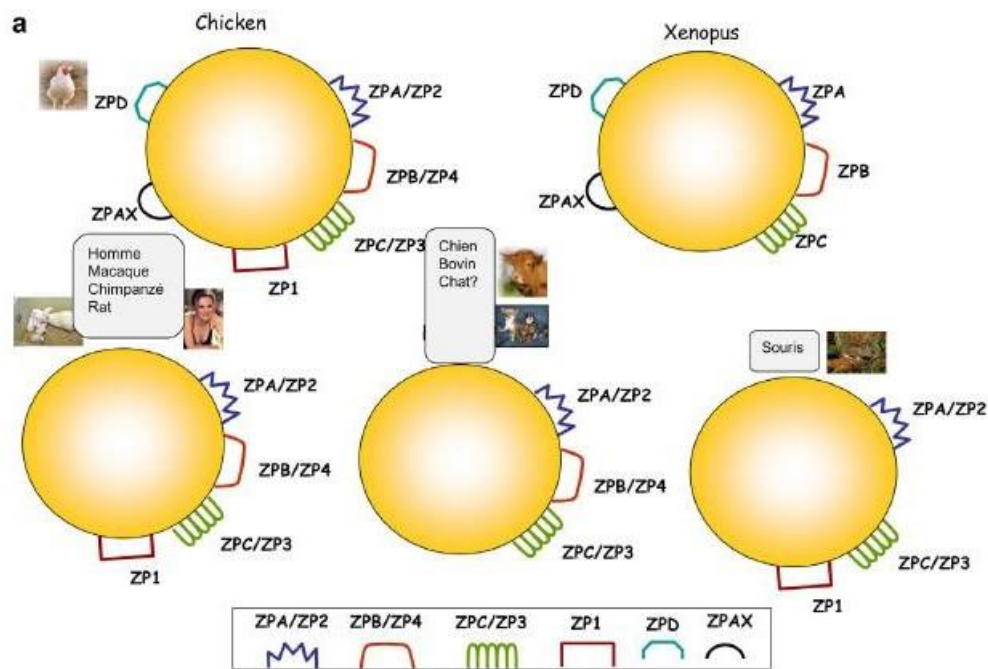 a
Chicken
Xenopus
ZPD
ZPA/ZP2
ZPB/ZP4
ZPAX
ZPC/ZP3
ZP1
ZPD
ZPA
ZPB
ZPAX
ZPC
Homme
Macaque
Chimpanzé
Rat
ZPA/ZP2
ZPB/ZP4
ZPC/ZP3
ZP1
Chien
Bovin
Chat?
ZPA/ZP2
ZPB/ZP4
ZPC/ZP3
Souris
ZPA/ZP2
ZPC/ZP3
ZP1
ZPA/ZP2 ZPB/ZP4 ZPC/ZP3 ZP1 ZPD ZPAX